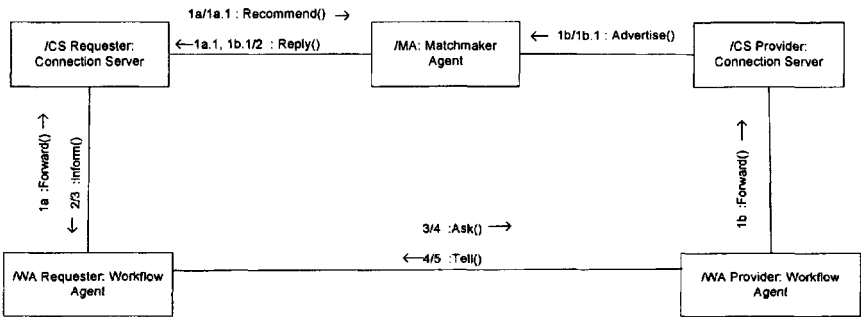 1a/1a.1 : Recommend() →
/CS Requester:
Connection Server
←1a.1, 1b.1/2 : Reply()
/MA: Matchmaker
Agent
← 1b/1b.1 : Advertise()
/CS Provider:
Connection Server
1a :Forward() →
← 2/3 :Inform()
1b :Forward() →
3/4 :Ask() →
←4/5 :Tell()
/WA Requester: Workflow
Agent
/WA Provider: Workflow
Agent